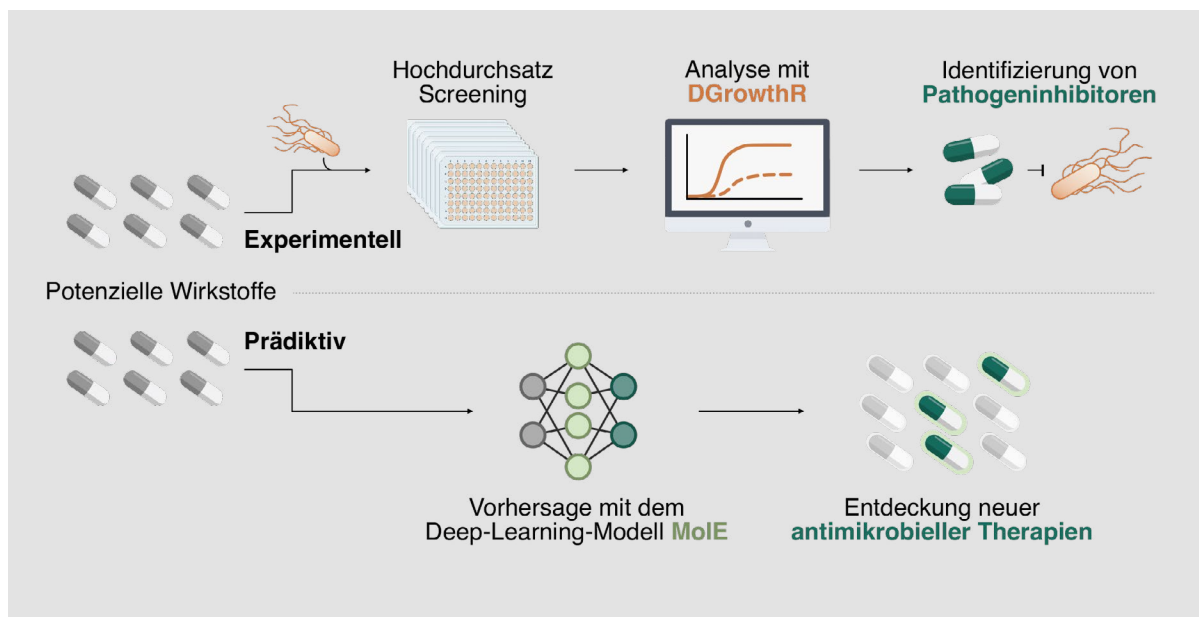 Hochdurchsatz
Screening
Analyse mit
DGrowthR
Identifizierung von
Pathogeninhibitoren
Experimentell
Potenzielle Wirkstoffe
Prädiktiv
Vorhersage mit dem
Deep-Learning-Modell MolE
Entdeckung neuer
antimikrobieller Therapien